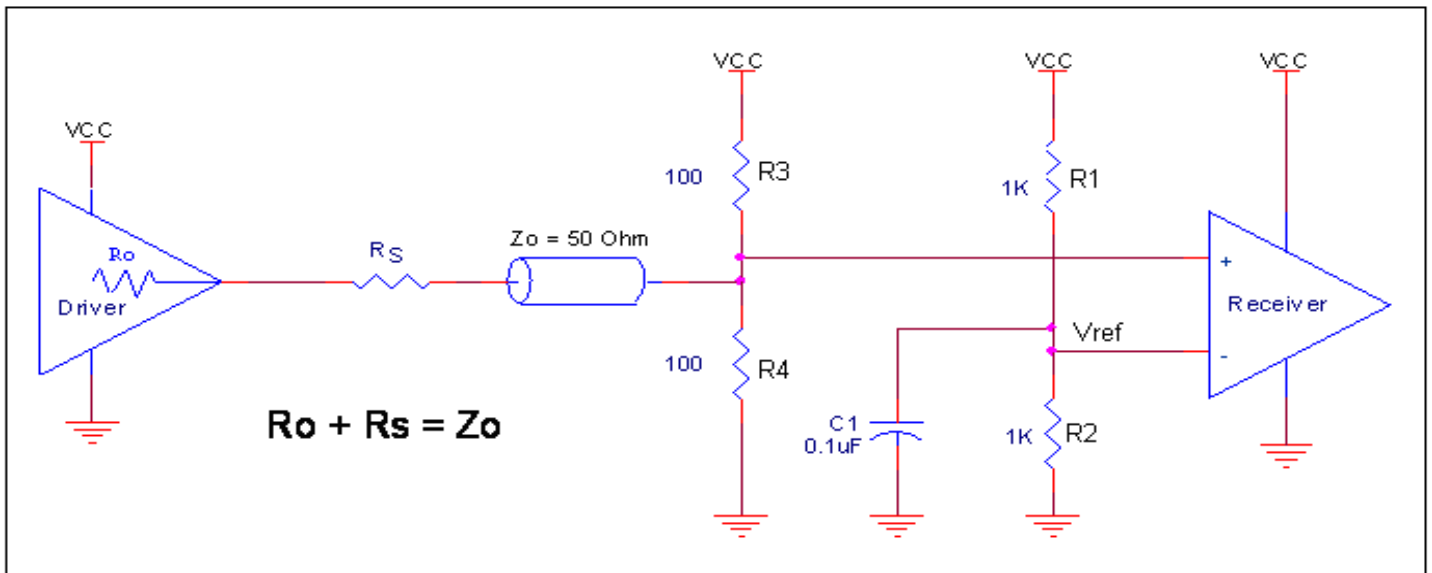 VCC
VCC
VCC
VCC
R3
100
R1
1K
Zo = 50 Ohm
Ro
RS
+
Driver
Receiver
Vref
-
100
R4
Ro + Rs = Zo
C1
0.1uF
1K
R2